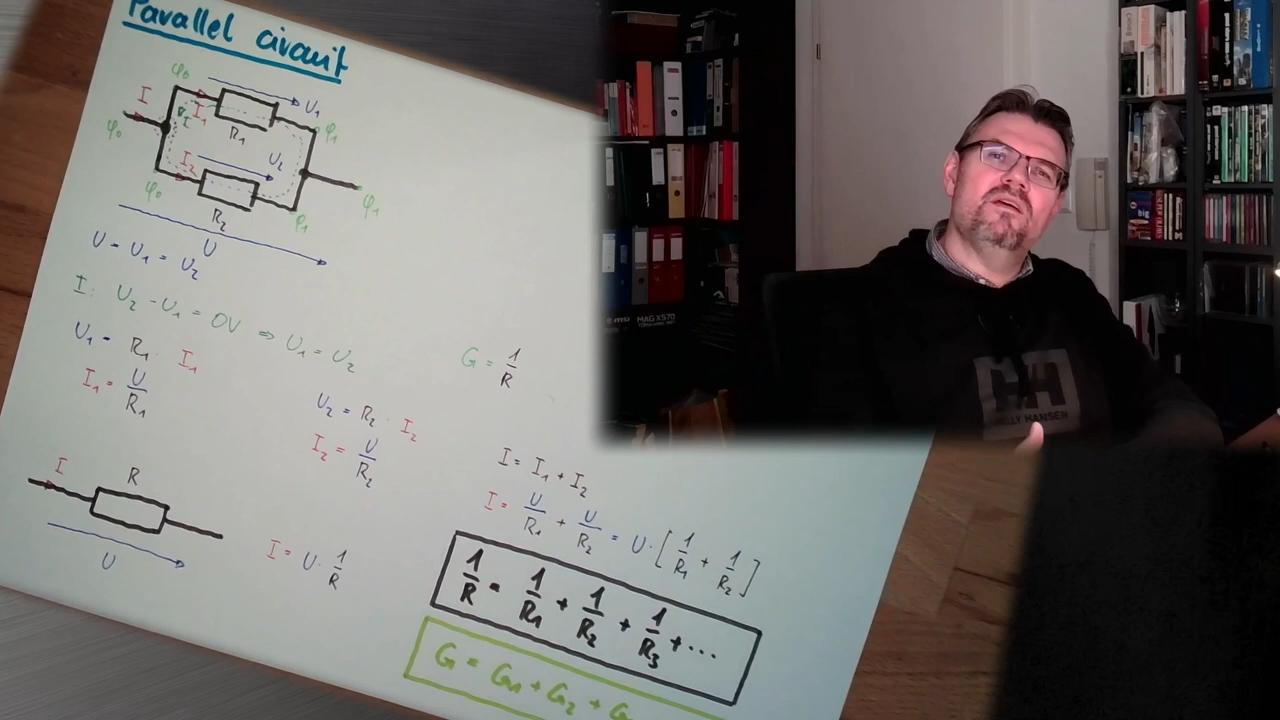 Parallel circuit
φ0 U1
I I1 φ1
φ0 R1
I2 U2
φ0 φ1
R2 φ1
U
U = U1 = U2
I: U2 - U1 = 0V ⇒ U1 = U2
U1 = R1 · I1
G = 1/R
I1 = U/R1
U2 = R2 · I2
I2 = U/R2
I = I1 + I2
I R
I = U/R1 + U/R2 = U · [1/R1 + 1/R2]
U
I = U · 1/R
1/R = 1/R1 + 1/R2 + 1/R3 + ...
G = G1 + G2 + G
MAG X570
HH
HELLY HANSEN
big